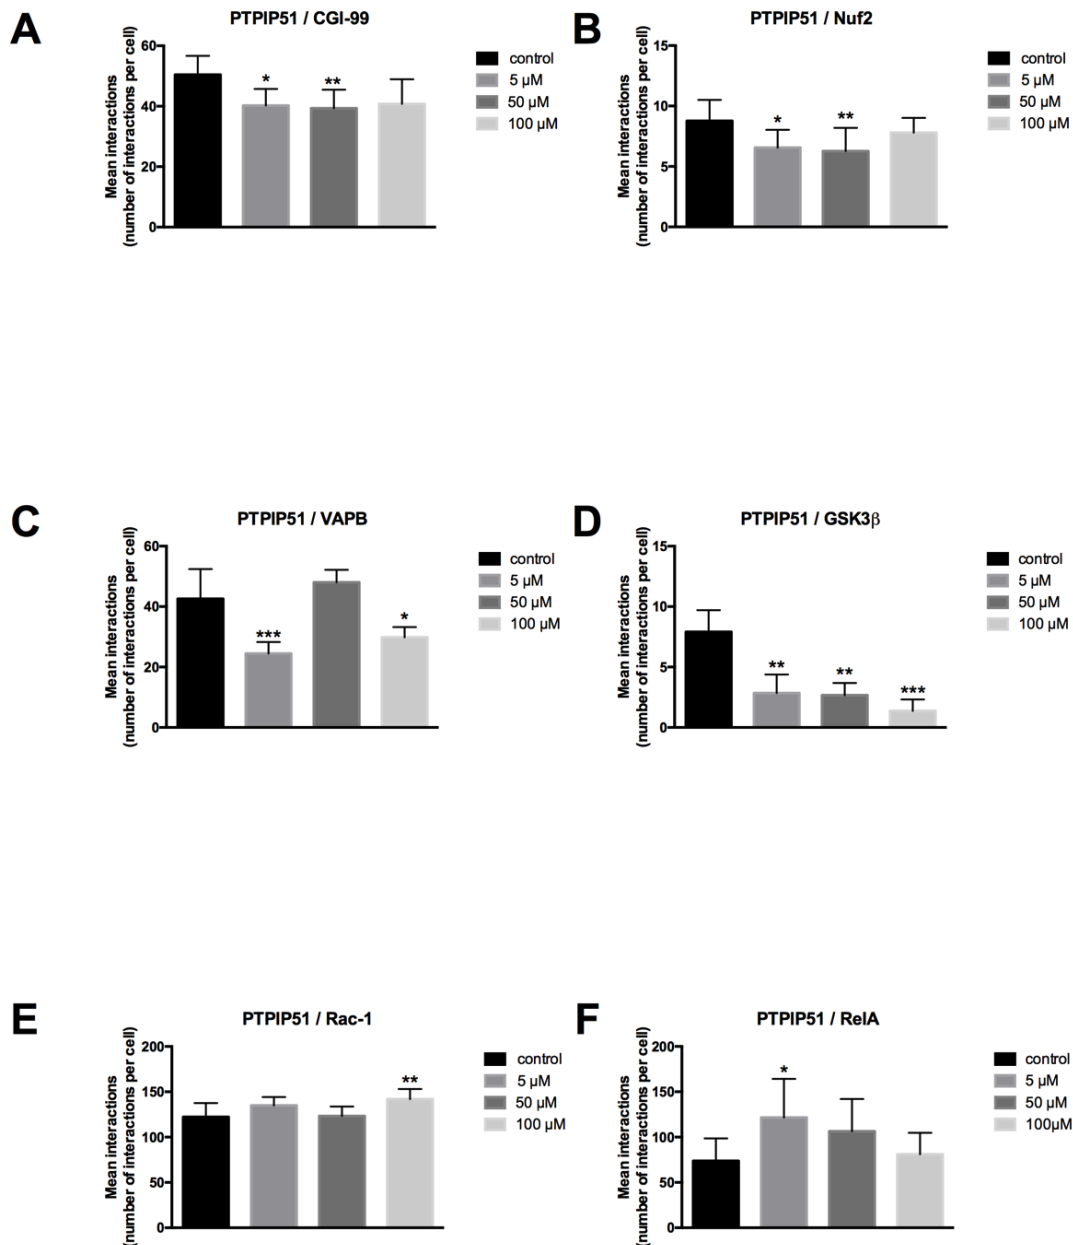 A
PTPIP51 / CGI-99
Mean interactions
(number of interactions per cell)
60
40
20
0
*
**
control
5 µM
50 µM
100 µM
B
PTPIP51 / Nuf2
Mean interactions
(number of interactions per cell)
15
10
5
0
*
**
control
5 µM
50 µM
100 µM
C
PTPIP51 / VAPB
Mean interactions
(number of interactions per cell)
60
40
20
0
***
*
control
5 µM
50 µM
100 µM
D
PTPIP51 / GSK3β
Mean interactions
(number of interactions per cell)
15
10
5
0
**
**
***
control
5 µM
50 µM
100 µM
E
PTPIP51 / Rac-1
Mean interactions
(number of interactions per cell)
200
150
100
50
0
**
control
5 µM
50 µM
100 µM
F
PTPIP51 / RelA
Mean interactions
(number of interactions per cell)
200
150
100
50
0
*
control
5 µM
50 µM
100µM